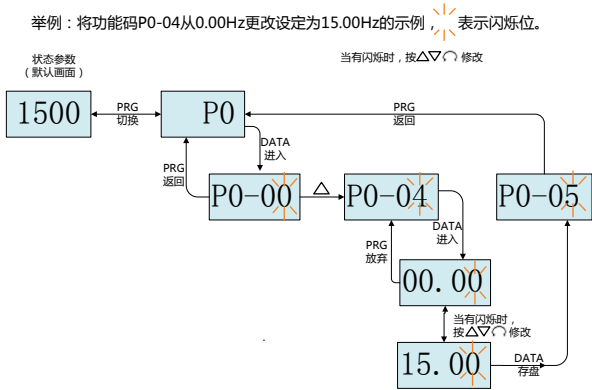 举例：将功能码P0-04从0.00Hz更改设定为15.00Hz的示例， 表示闪烁位。
当有闪烁时，按△▽ 修改
状态参数
（默认画面）
1500
PRG
切换
P0
PRG
返回
DATA
进入
PRG
返回
P0-00
△
P0-04
P0-05
DATA
进入
PRG
放弃
00.00
当有闪烁时，
按△▽ 修改
15.00
DATA
存盘